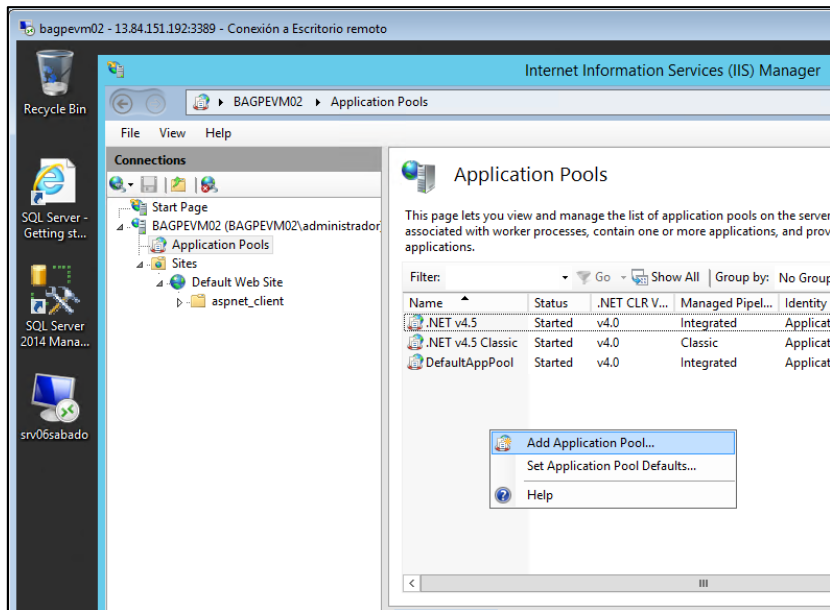 bagpevm02 - 13.84.151.192:3389 - Conexión a Escritorio remoto
Recycle Bin
SQL Server -
Getting st...
SQL Server
2014 Mana...
srv06sabado
Internet Information Services (IIS) Manager
BAGPEVM02 Application Pools
File View Help
Connections
Start Page
BAGPEVM02 (BAGPEVM02\administrador
Application Pools
Sites
Default Web Site
aspnet_client
Application Pools
This page lets you view and manage the list of application pools on the server
associated with worker processes, contain one or more applications, and prov
applications.
Filter: Go Show All Group by: No Group
Name Status .NET CLR V... Managed Pipel... Identity
.NET v4.5 Started v4.0 Integrated Applicat
.NET v4.5 Classic Started v4.0 Classic Applicat
DefaultAppPool Started v4.0 Integrated Applicat
Add Application Pool...
Set Application Pool Defaults...
Help